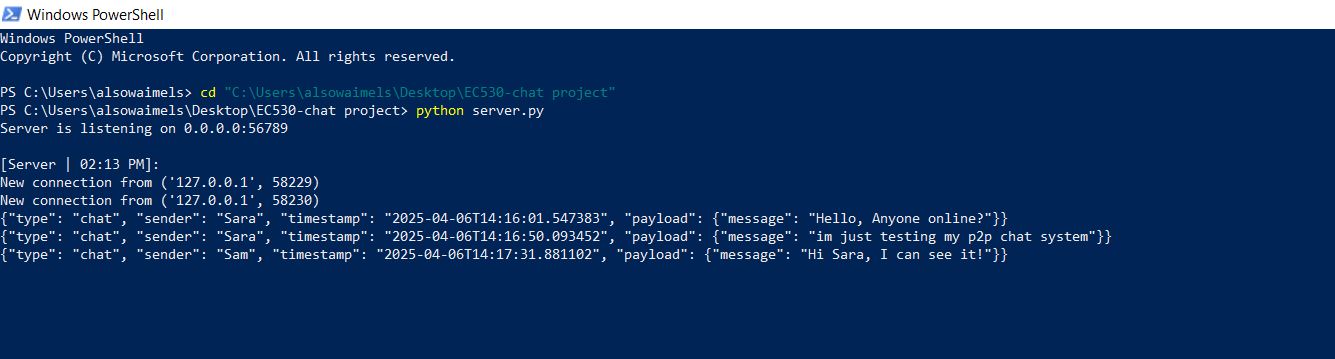 Windows PowerShell
Windows PowerShell
Copyright (C) Microsoft Corporation. All rights reserved.
PS C:\Users\alsowaimels> cd "C:\Users\alsowaimels\Desktop\EC530-chat project"
PS C:\Users\alsowaimels\Desktop\EC530-chat project> python server.py
Server is listening on 0.0.0.0:56789
[Server | 02:13 PM]:
New connection from ('127.0.0.1', 58229)
New connection from ('127.0.0.1', 58230)
{"type": "chat", "sender": "Sara", "timestamp": "2025-04-06T14:16:01.547383", "payload": {"message": "Hello, Anyone online?"}}
{"type": "chat", "sender": "Sara", "timestamp": "2025-04-06T14:16:50.093452", "payload": {"message": "im just testing my p2p chat system"}}
{"type": "chat", "sender": "Sam", "timestamp": "2025-04-06T14:17:31.881102", "payload": {"message": "Hi Sara, I can see it!"}}